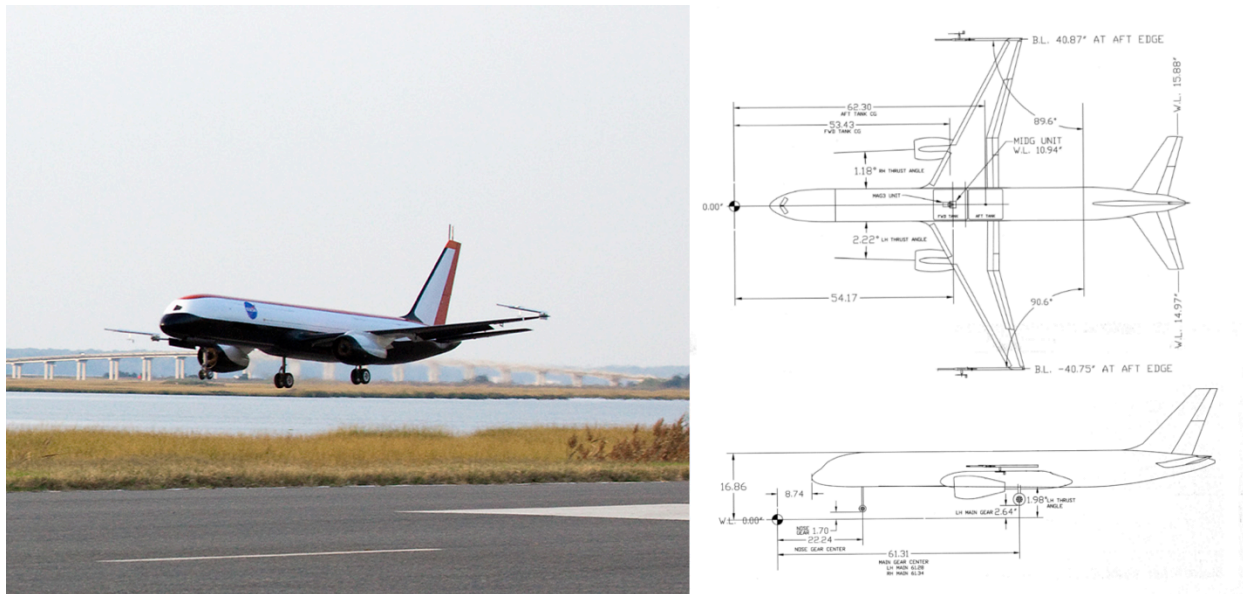 B.L. 40.87" AT AFT EDGE
W.L. 15.88"
62.30
AFT TANK CG
53.43
FWD TANK CG
89.6°
MIDG UNIT
W.L. 10.94"
1.18° RH THRUST ANGLE
MAG3 UNIT
0.00"
FWD TANK
AFT TANK
2.22° LH THRUST ANGLE
54.17
90.6°
W.L. 14.97"
B.L. -40.75" AT AFT EDGE
16.86
8.74
1.98° LH THRUST
ANGLE
LH MAIN GEAR 2.64"
W.L. 0.00"
NOSE
GEAR 1.70
22.24
NOSE GEAR CENTER
61.31
MAIN GEAR CENTER
LH MAIN 61.28
RH MAIN 61.34